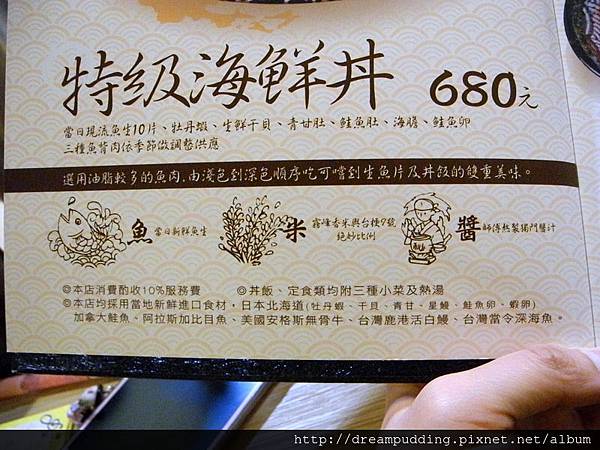 特級海鮮丼 680元
當日現流魚生10片、牡丹蝦、生鮮干貝、青甘肚、鮭魚肚、海膽、鮭魚卵
三種魚背肉依季節做調整供應
選用油脂較多的魚肉，由淺色到深色順序吃可嚐到生魚片及丼飯的雙重美味。
魚 當日新鮮魚生
米 霧峰香米與台梗9號
絕妙比例
醬 師傅熬製獨門醬汁
◎本店消費酌收10%服務費 ◎丼飯、定食類均附三種小菜及熱湯
◎本店均採用當地新鮮進口食材，日本北海道(牡丹蝦、干貝、青甘、星鰻、鮭魚卵、蝦卵)
加拿大鮭魚、阿拉斯加比目魚、美國安格斯無骨牛、台灣鹿港活白鰻、台灣當令深海魚。
http://dreampudding.pixnet.net/album